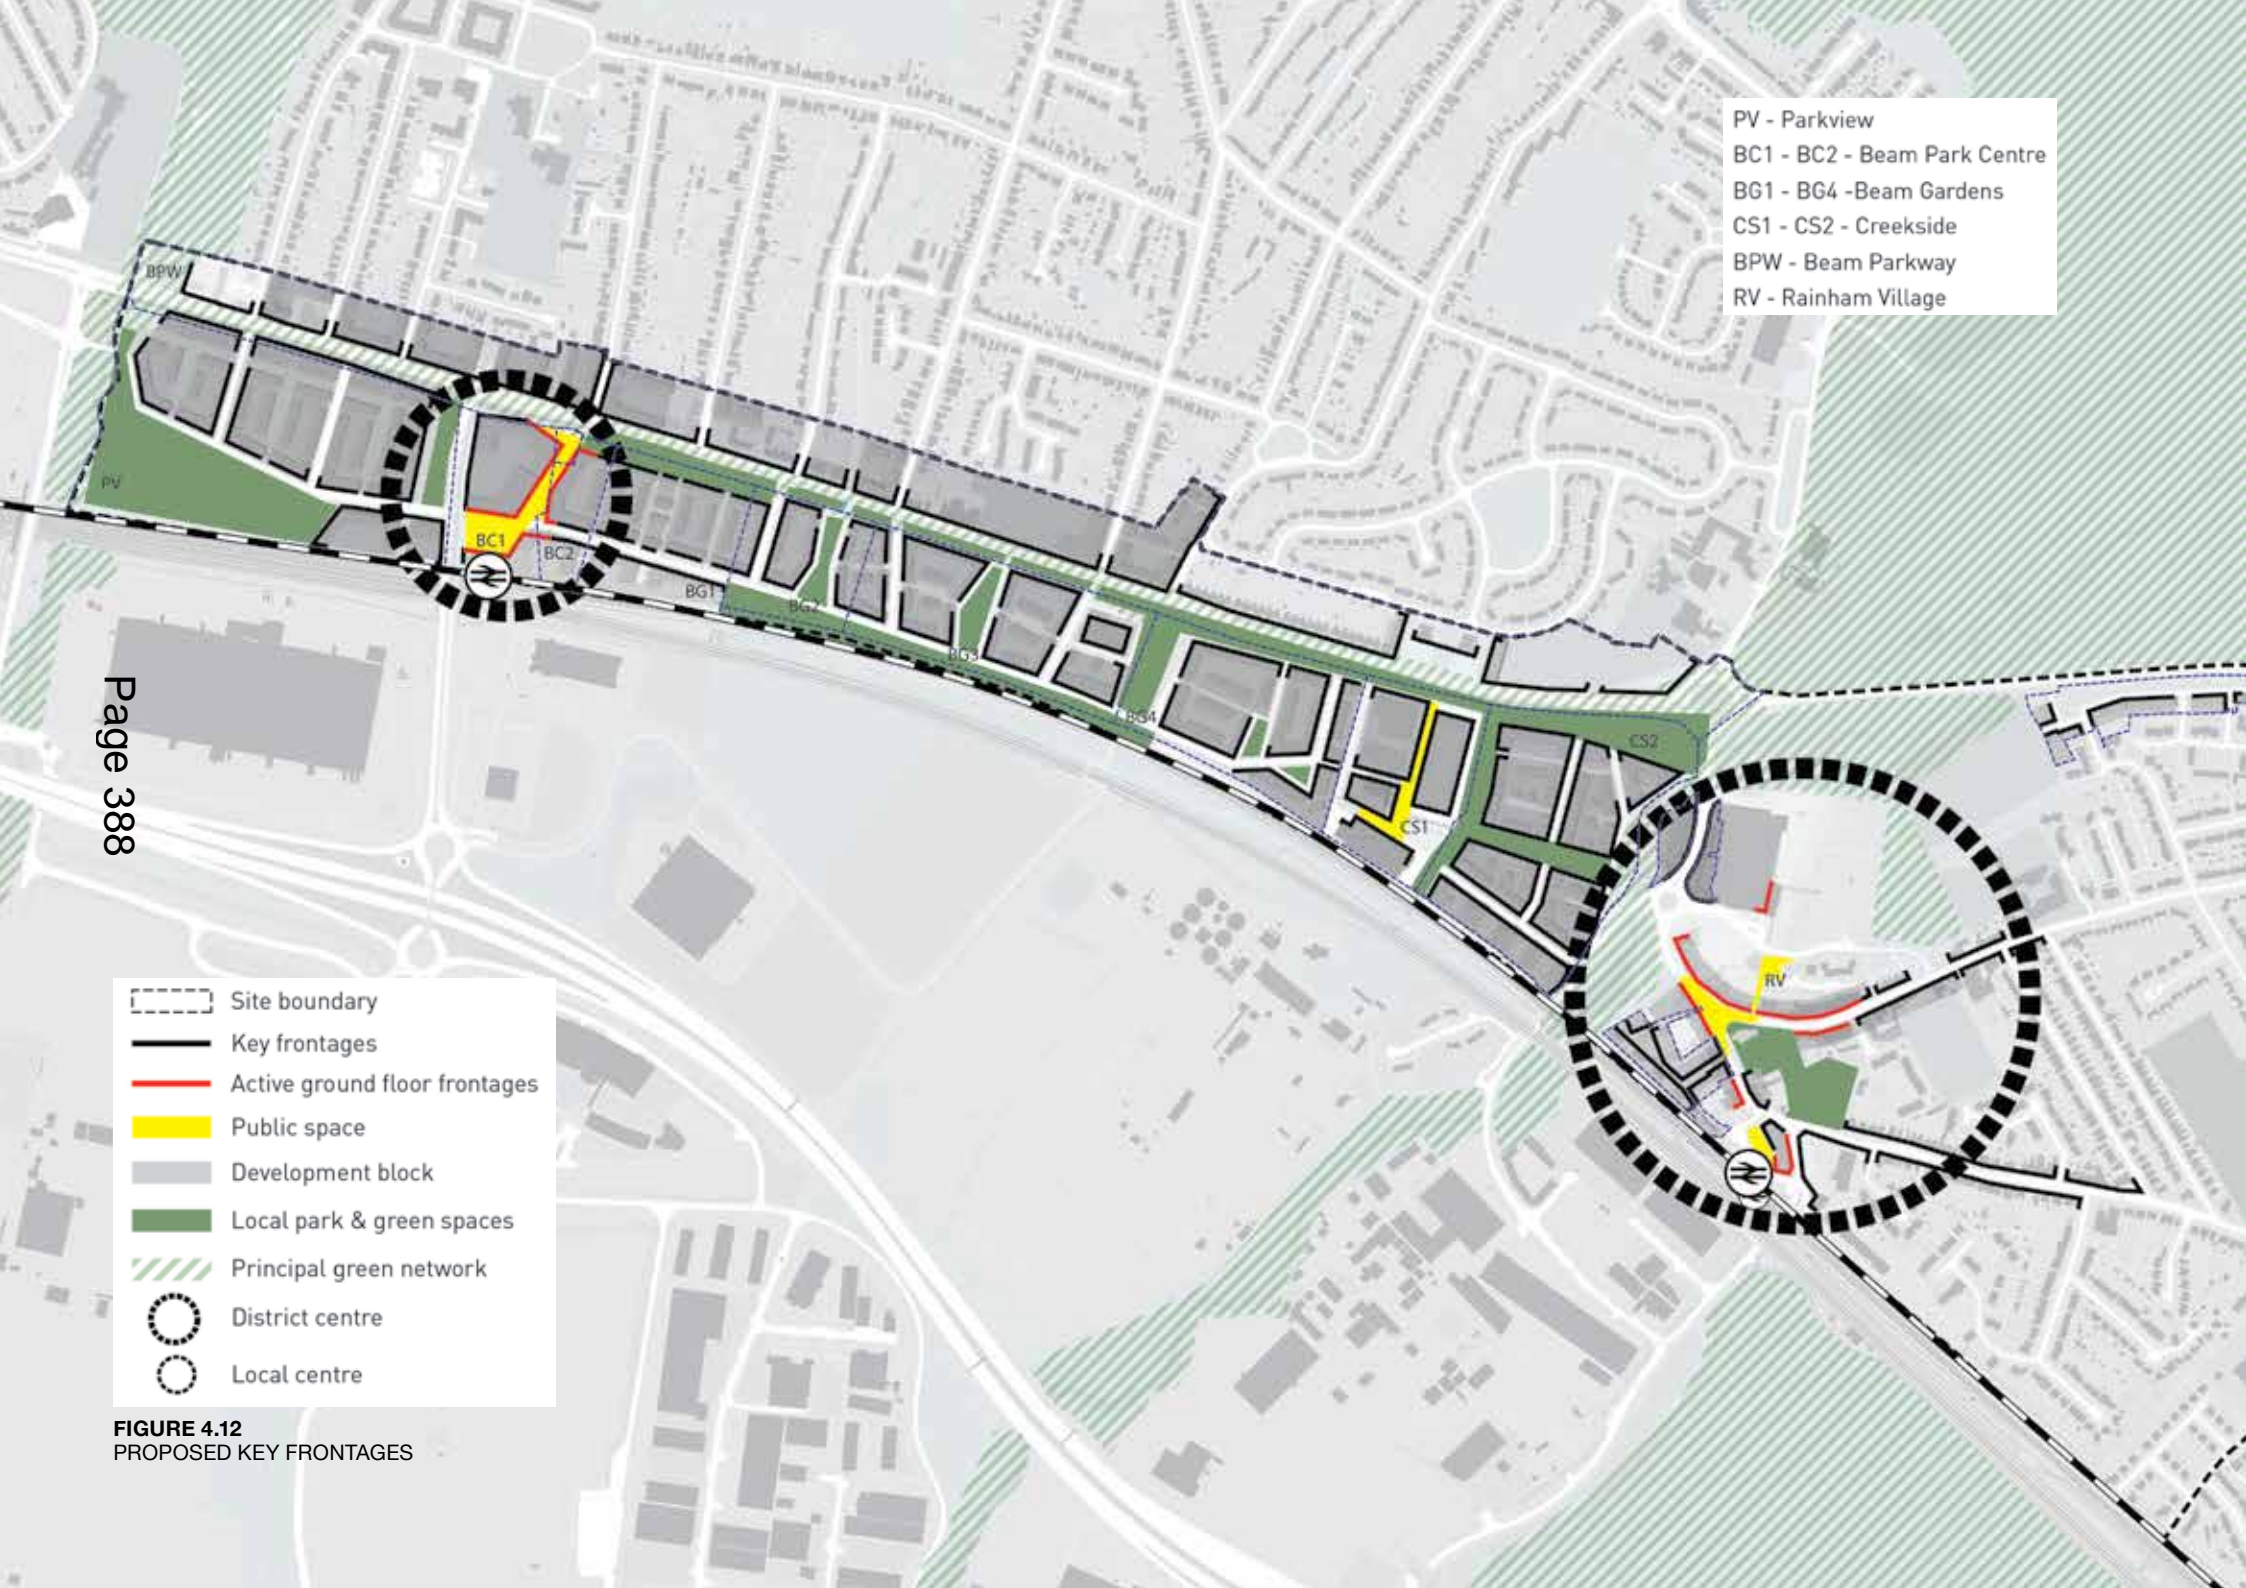 PV - Parkview
BC1 - BC2 - Beam Park Centre
BG1 - BG4 -Beam Gardens
CS1 - CS2 - Creekside
BPW - Beam Parkway
RV - Rainham Village
BPW
PV
BC1
BC2
BG1
BG2
BG3
BG4
CS1
CS2
RV
Page 388
Site boundary
Key frontages
Active ground floor frontages
Public space
Development block
Local park & green spaces
Principal green network
District centre
Local centre
FIGURE 4.12
PROPOSED KEY FRONTAGES